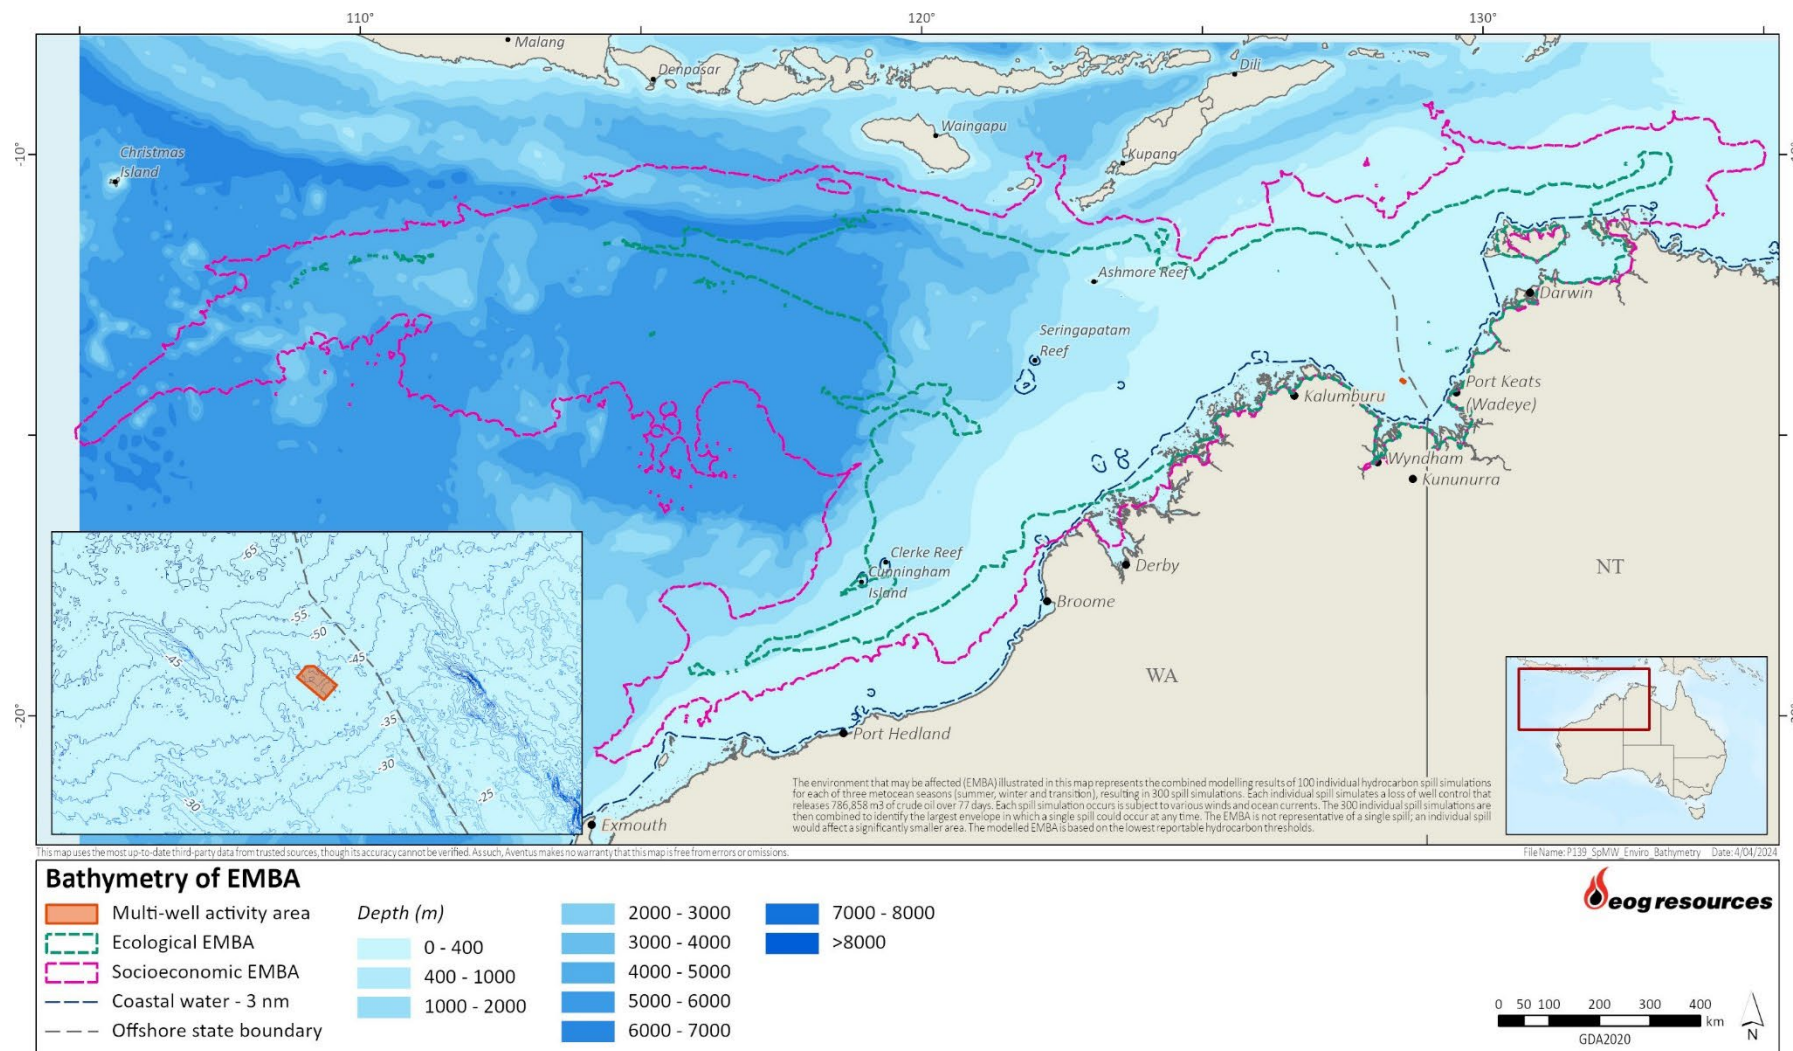 110°
120°
130°
Malang
Denpasar
Dili
Waingapu
-10°
Christmas
Island
Kupang
Ashmore Reef
Darwin
Seringapatam
Reef
Port Keats
(Wadeye)
Kalumburu
Wyndham
Kununurra
Clerke Reef
Cunningham
Island
Derby
NT
Broome
WA
-65
-55
-50
-45
-45
-35
-30
-30
-25
-20°
Port Hedland
Exmouth
The environment that may be affected (EMBA) illustrated in this map represents the combined modelling results of 100 individual hydrocarbon spill simulations
for each of three metocean seasons (summer, winter and transition), resulting in 300 spill simulations. Each individual spill simulates a loss of well control that
releases 786,858 m3 of crude oil over 77 days. Each spill simulation occurs is subject to various winds and ocean currents. The 300 individual spill simulations are
then combined to identify the largest envelope in which a single spill could occur at any time. The EMBA is not representative of a single spill; an individual spill
would affect a significantly smaller area. The modelled EMBA is based on the lowest reportable hydrocarbon thresholds.
This map uses the most up-to-date third-party data from trusted sources, though its accuracy cannot be verified. As such, Aventus makes no warranty that this map is free from errors or omissions.
File Name: P139_SpMW_Enviro_Bathymetry Date: 4/04/2024
Bathymetry of EMBA
Multi-well activity area
Ecological EMBA
Socioeconomic EMBA
Coastal water - 3 nm
Offshore state boundary
Depth (m)
0 - 400
400 - 1000
1000 - 2000
2000 - 3000
3000 - 4000
4000 - 5000
5000 - 6000
6000 - 7000
7000 - 8000
>8000
eog resources
0 50 100 200 300 400
km
GDA2020
N